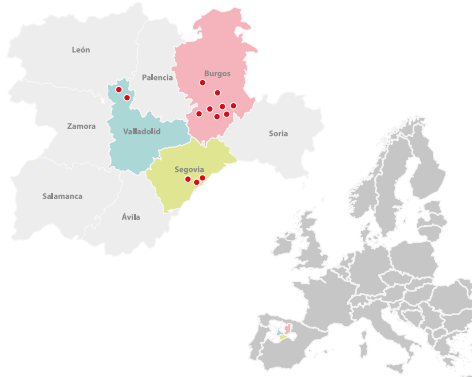 León
Palencia
Burgos
Zamora
Valladolid
Soria
Segovia
Salamanca
Ávila